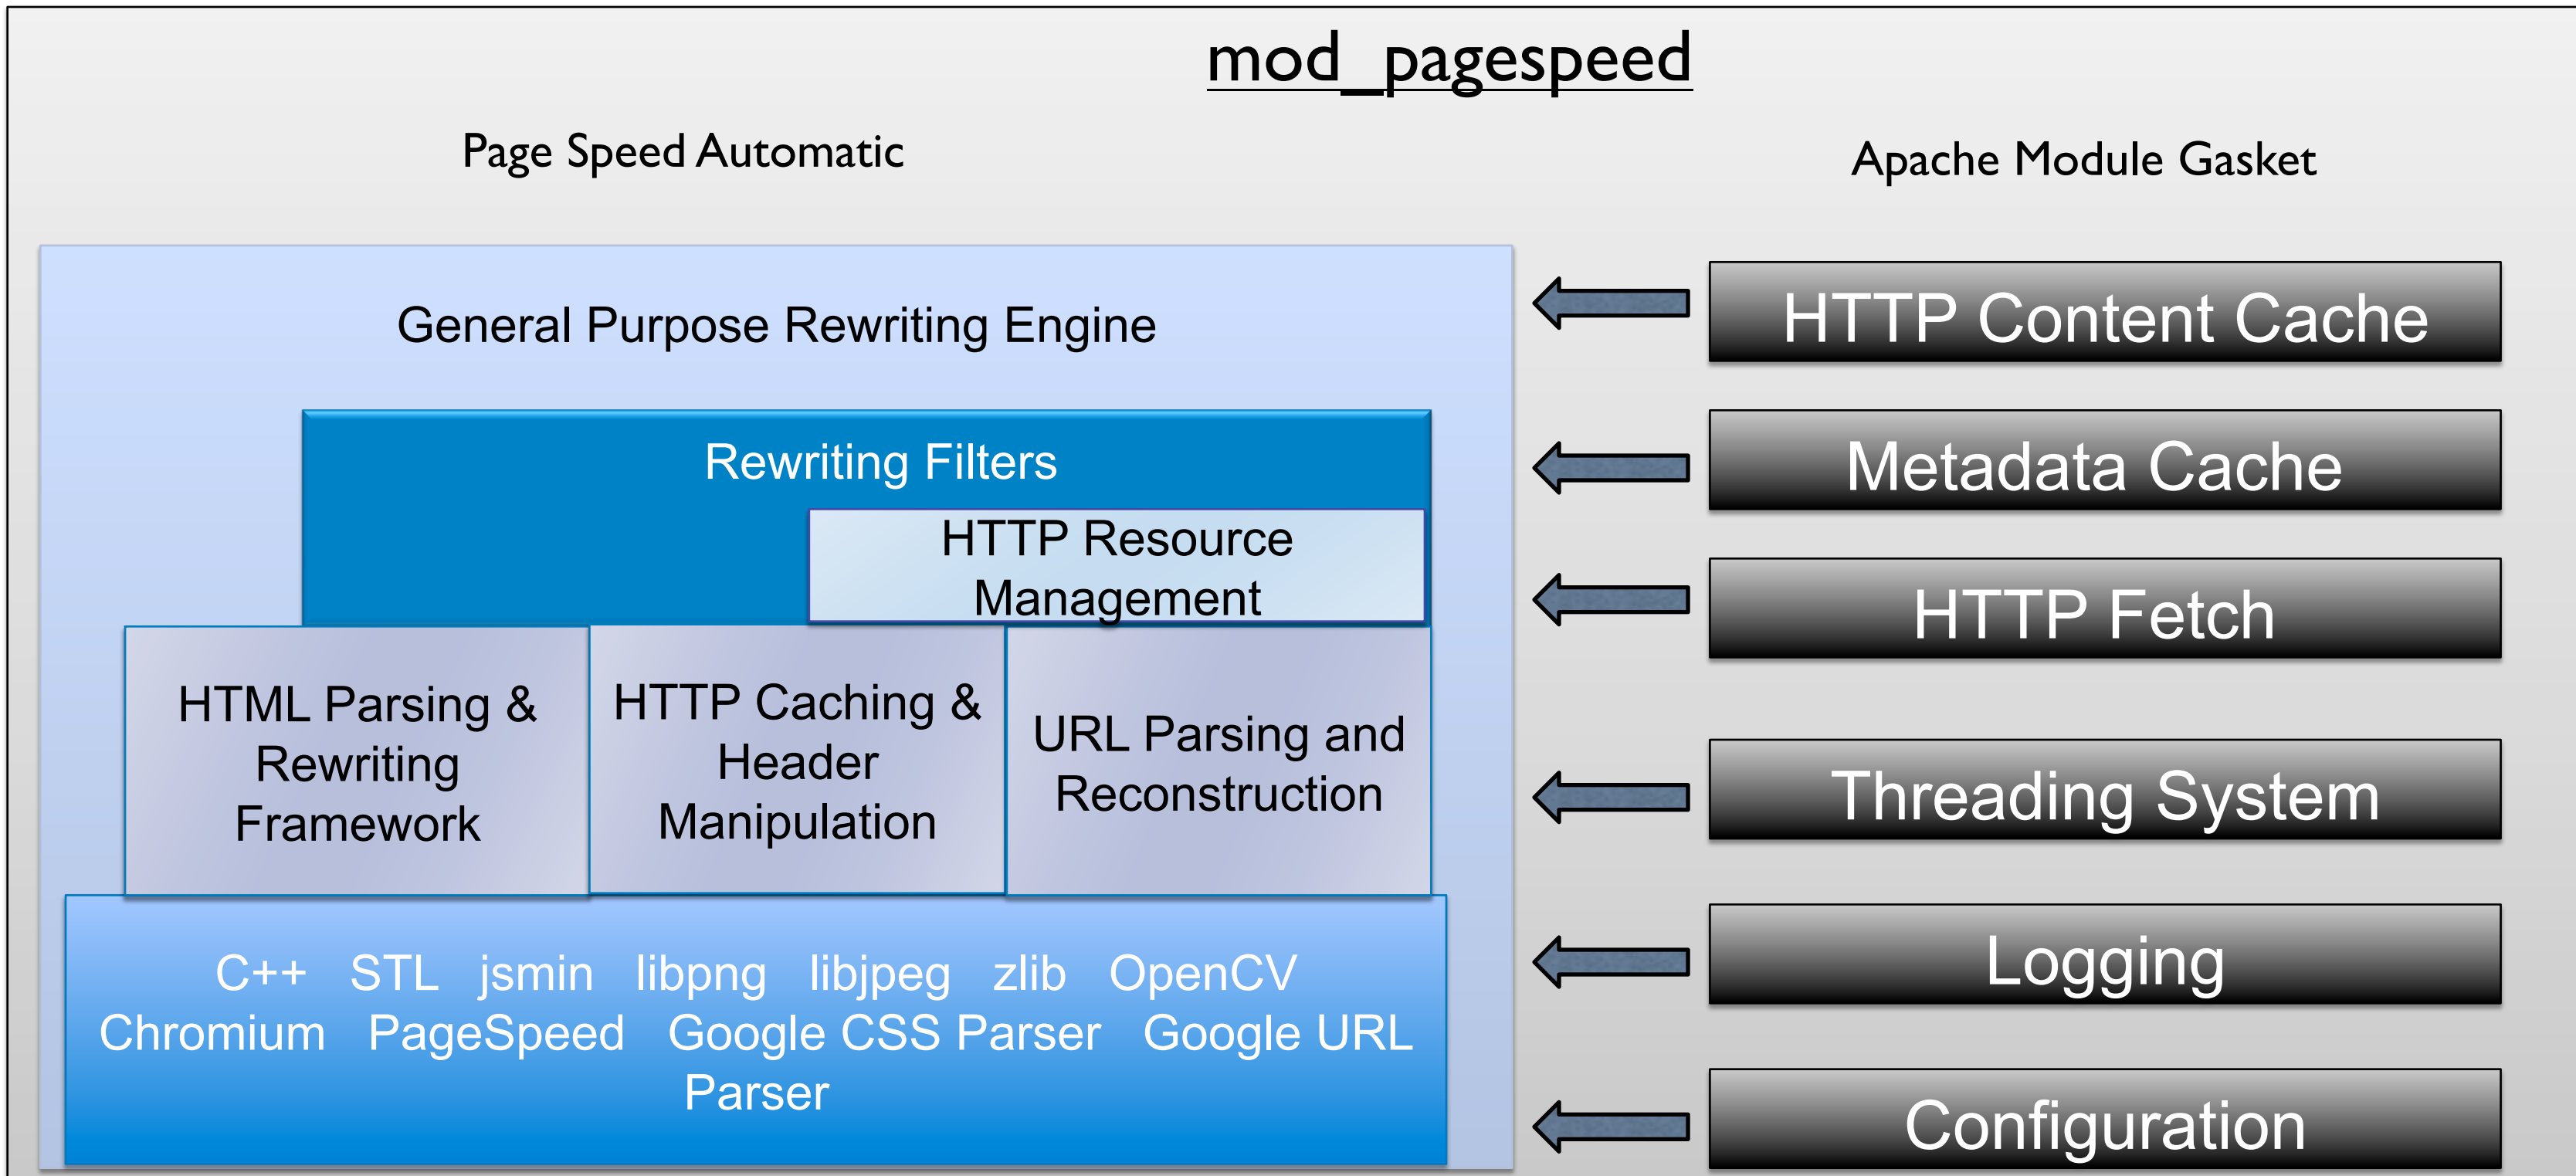 mod_pagespeed
Page Speed Automatic
Apache Module Gasket
General Purpose Rewriting Engine
Rewriting Filters
HTTP Resource
Management
HTML Parsing &
Rewriting
Framework
HTTP Caching &
Header
Manipulation
URL Parsing and
Reconstruction
C++ STL jsmin libpng libjpeg zlib OpenCV
Chromium PageSpeed Google CSS Parser Google URL
Parser
HTTP Content Cache
Metadata Cache
HTTP Fetch
Threading System
Logging
Configuration